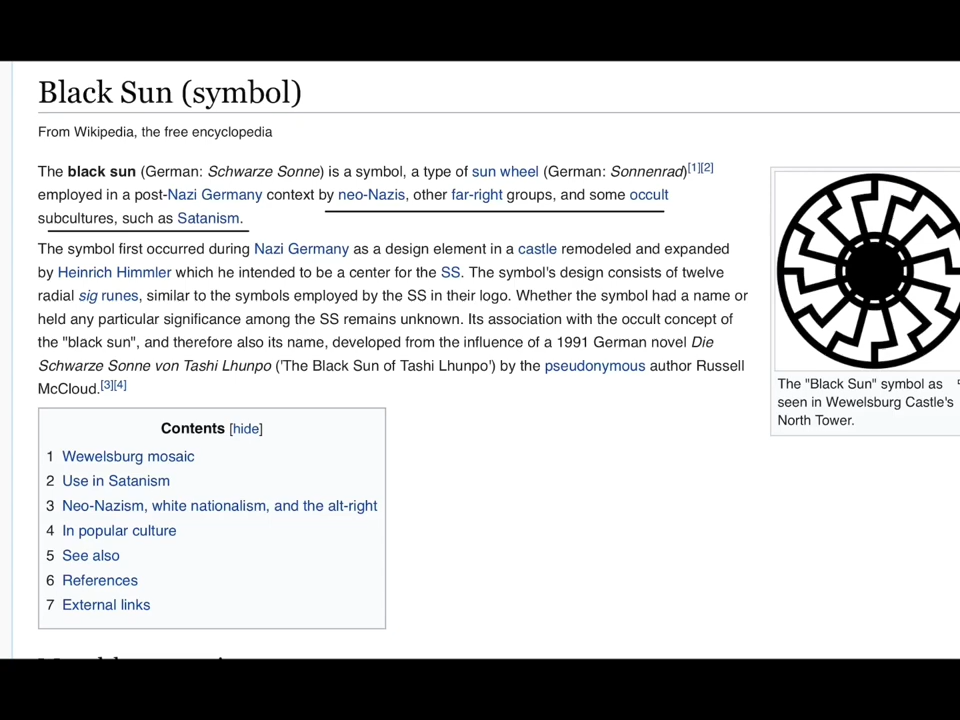 Black Sun (symbol)
From Wikipedia, the free encyclopedia
The black sun (German: Schwarze Sonne) is a symbol, a type of sun wheel (German: Sonnenrad)[1][2]
employed in a post-Nazi Germany context by neo-Nazis, other far-right groups, and some occult
subcultures, such as Satanism.
The symbol first occurred during Nazi Germany as a design element in a castle remodeled and expanded
by Heinrich Himmler which he intended to be a center for the SS. The symbol's design consists of twelve
radial sig runes, similar to the symbols employed by the SS in their logo. Whether the symbol had a name or
held any particular significance among the SS remains unknown. Its association with the occult concept of
the "black sun", and therefore also its name, developed from the influence of a 1991 German novel Die
Schwarze Sonne von Tashi Lhunpo ('The Black Sun of Tashi Lhunpo') by the pseudonymous author Russell
McCloud.[3][4]
The "Black Sun" symbol as
seen in Wewelsburg Castle's
North Tower.
Contents [hide]
1 Wewelsburg mosaic
2 Use in Satanism
3 Neo-Nazism, white nationalism, and the alt-right
4 In popular culture
5 See also
6 References
7 External links